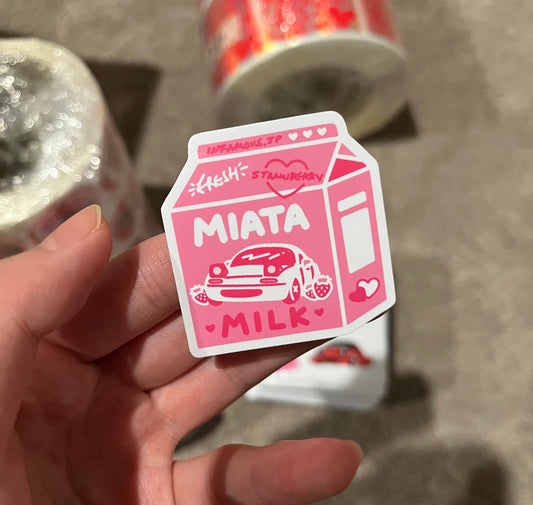 INFAMOUS.JP
FRESH
STRAWBERRY
MIATA
MILK